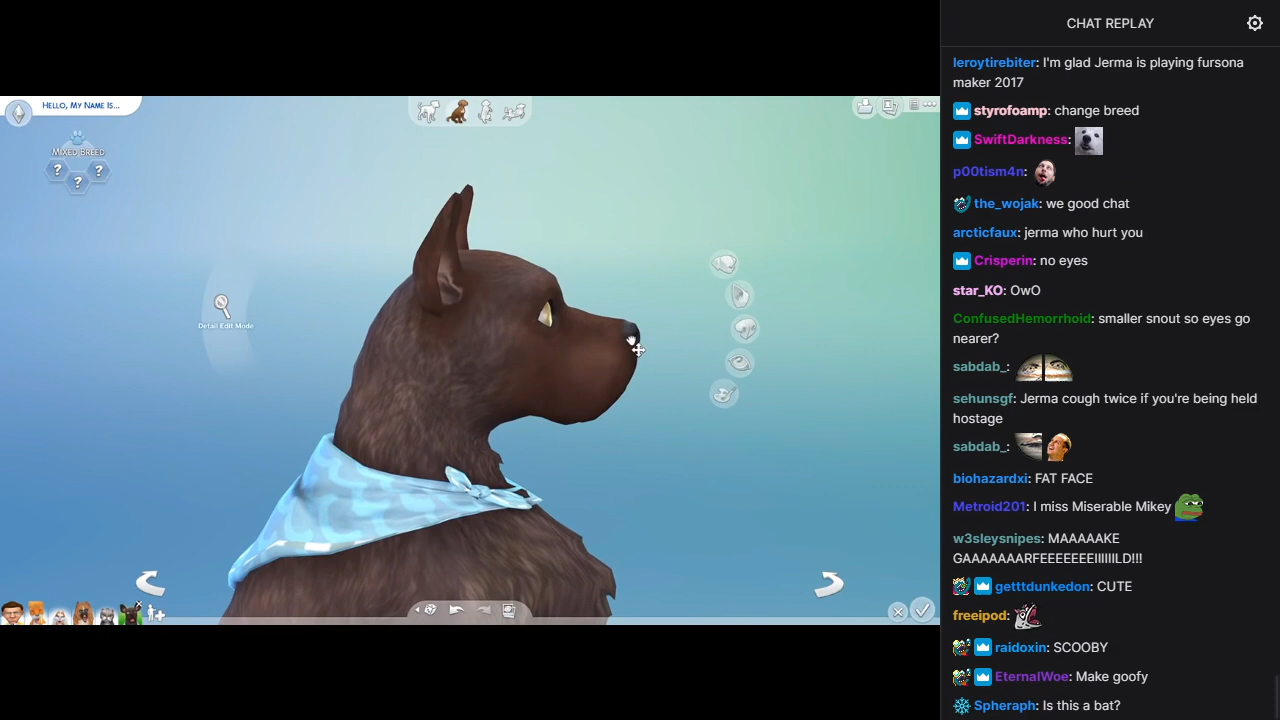 HELLO, MY NAME IS...
MIXED BREED
? ? ?
Detail Edit Mode
CHAT REPLAY
leroytirebiter: I'm glad Jerma is playing fursona
maker 2017
styrofoamp: change breed
SwiftDarkness:
p00tism4n:
the_wojak: we good chat
arcticfaux: jerma who hurt you
Crisperin: no eyes
star_KO: OwO
ConfusedHemorrhoid: smaller snout so eyes go
nearer?
sabdab_:
sehunsgf: Jerma cough twice if you're being held
hostage
sabdab_:
biohazardxi: FAT FACE
Metroid201: I miss Miserable Mikey
w3sleysnipes: MAAAAAKE
GAAAAAAARFEEEEEEEIIIIIILD!!!
getttdunkedon: CUTE
freeipod:
raidoxin: SCOOBY
EternalWoe: Make goofy
Spheraph: Is this a bat?